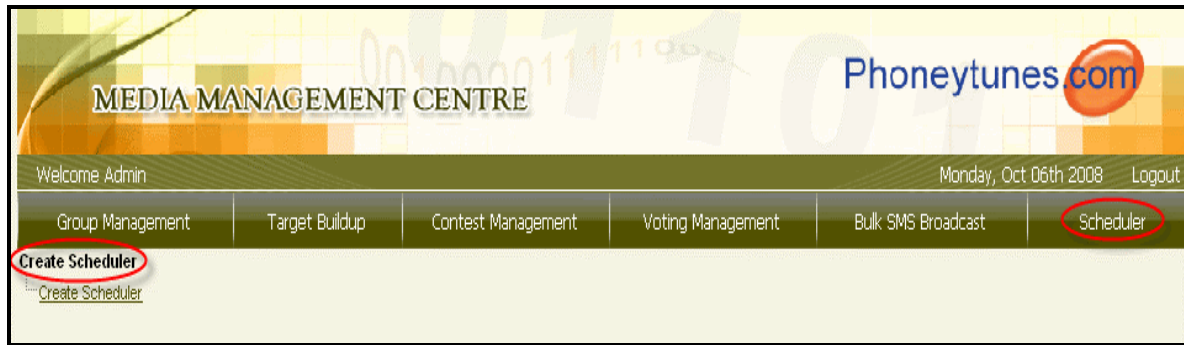 Phoneytunes.com
MEDIA MANAGEMENT CENTRE
Welcome Admin Monday, Oct 06th 2008 Logout
Group Management Target Buildup Contest Management Voting Management Bulk SMS Broadcast Scheduler
Create Scheduler
Create Scheduler